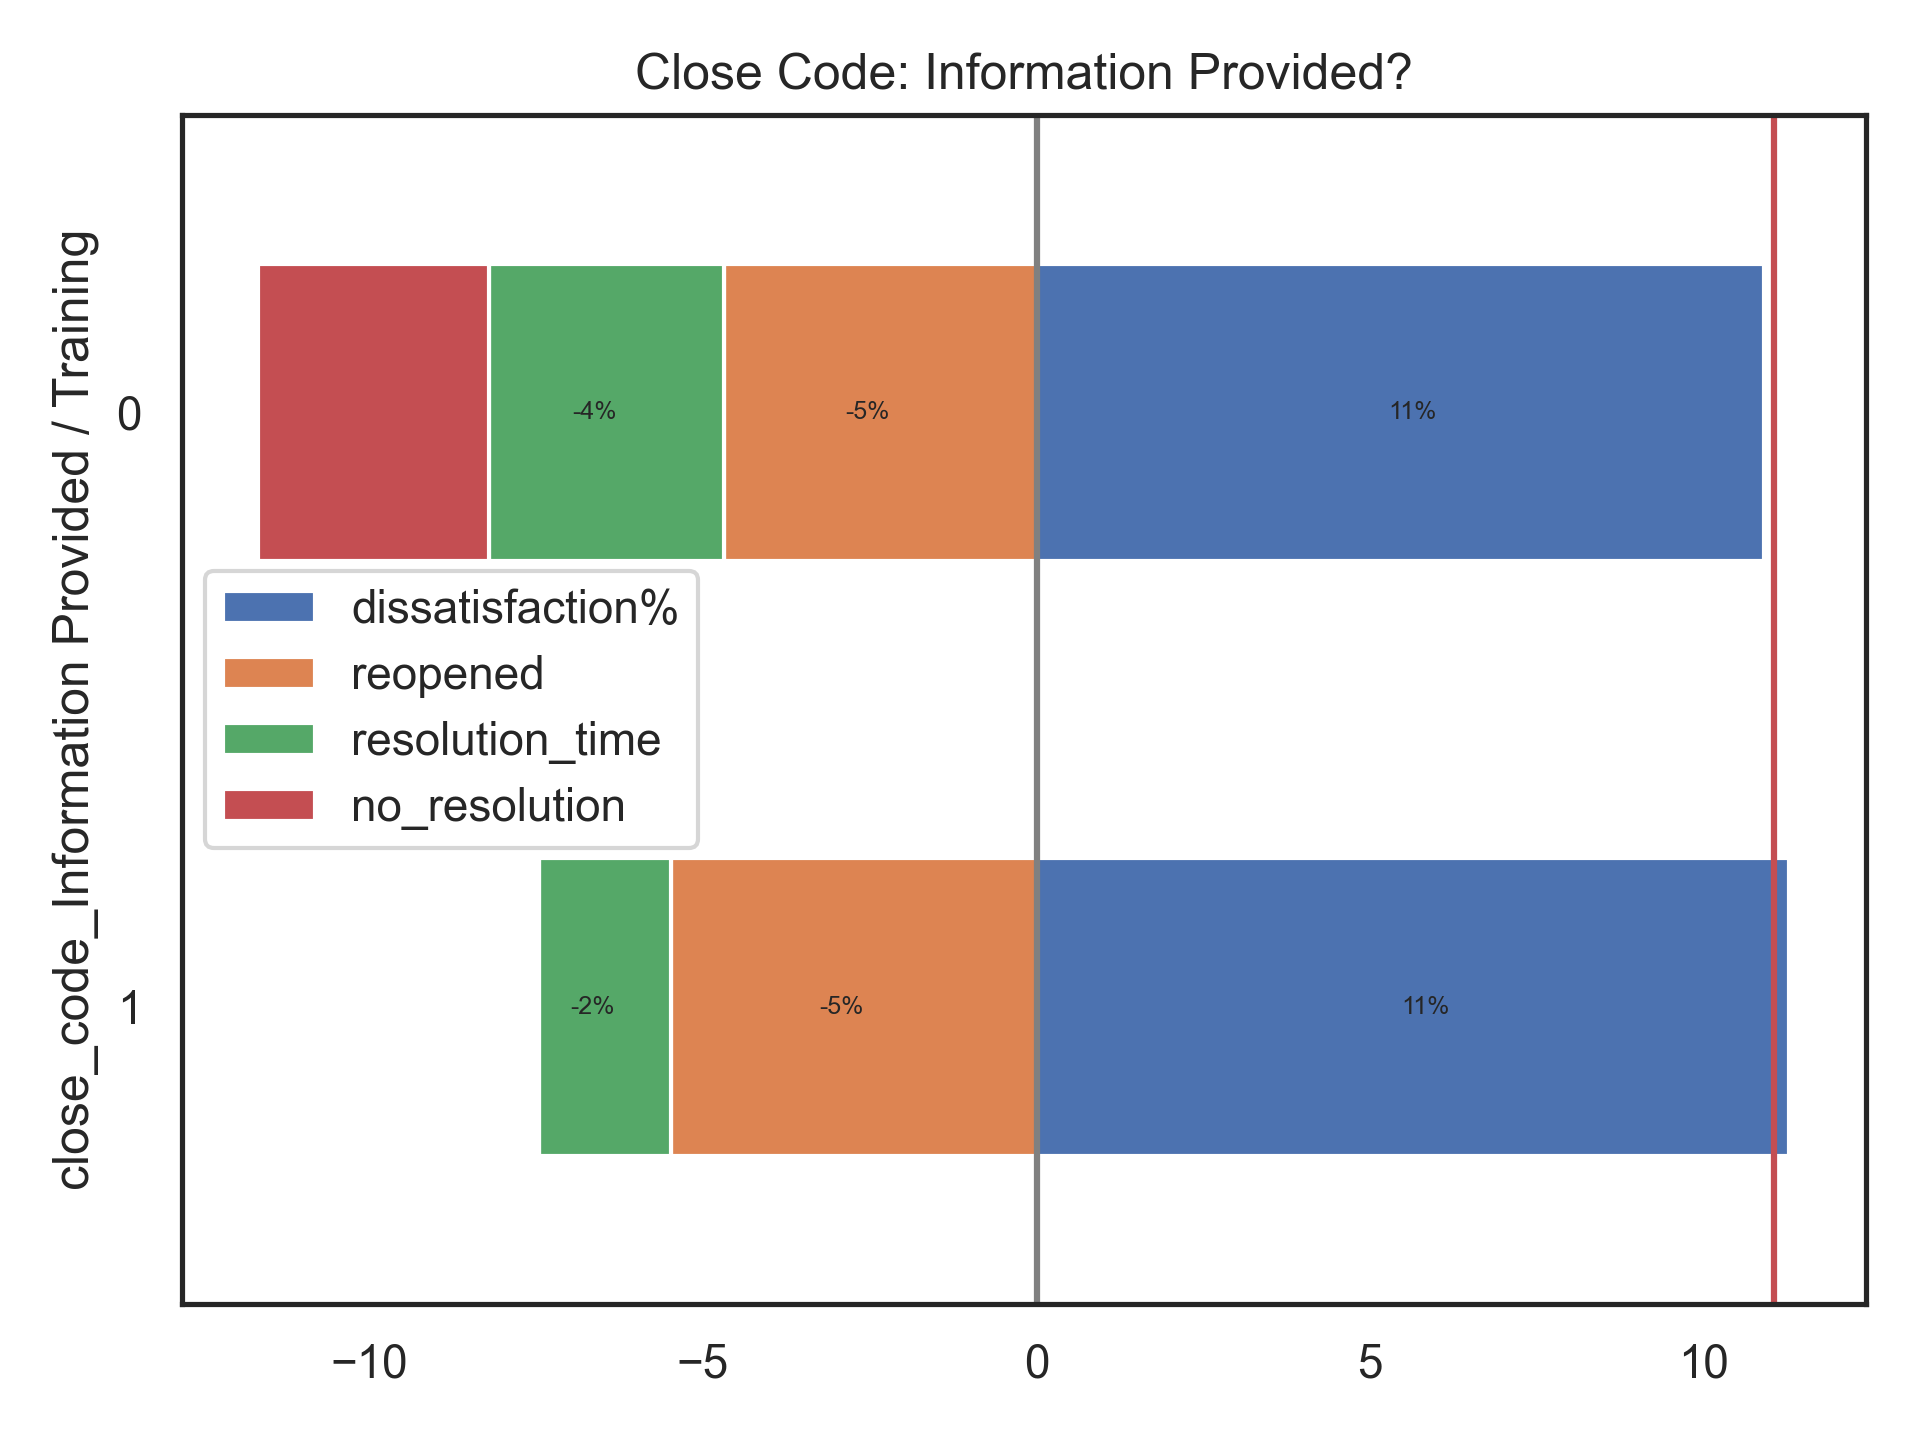 Close Code: Information Provided?
close_code_Information Provided / Training
0
-4%
-5%
11%
dissatisfaction%
reopened
resolution_time
no_resolution
1
-2%
-5%
11%
−10
−5
0
5
10